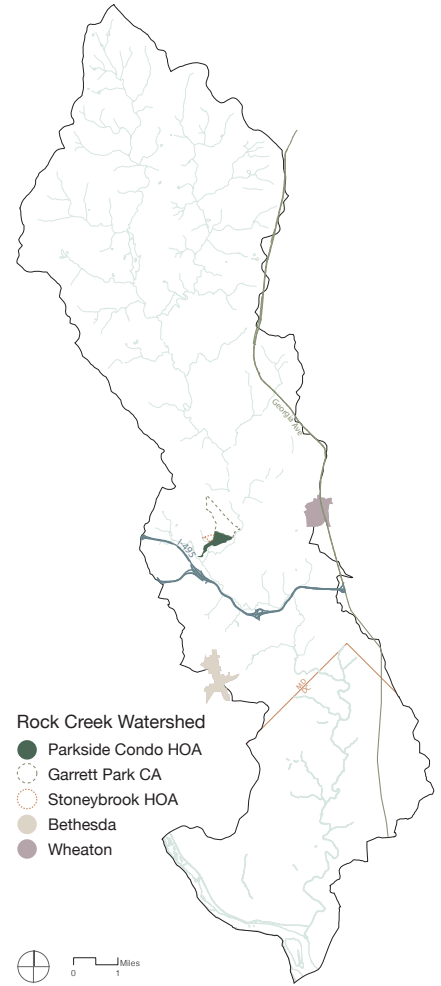 Georgia Ave
I-495
MD
DC
Rock Creek Watershed
Parkside Condo HOA
Garrett Park CA
Stoneybrook HOA
Bethesda
Wheaton
Miles
0 1